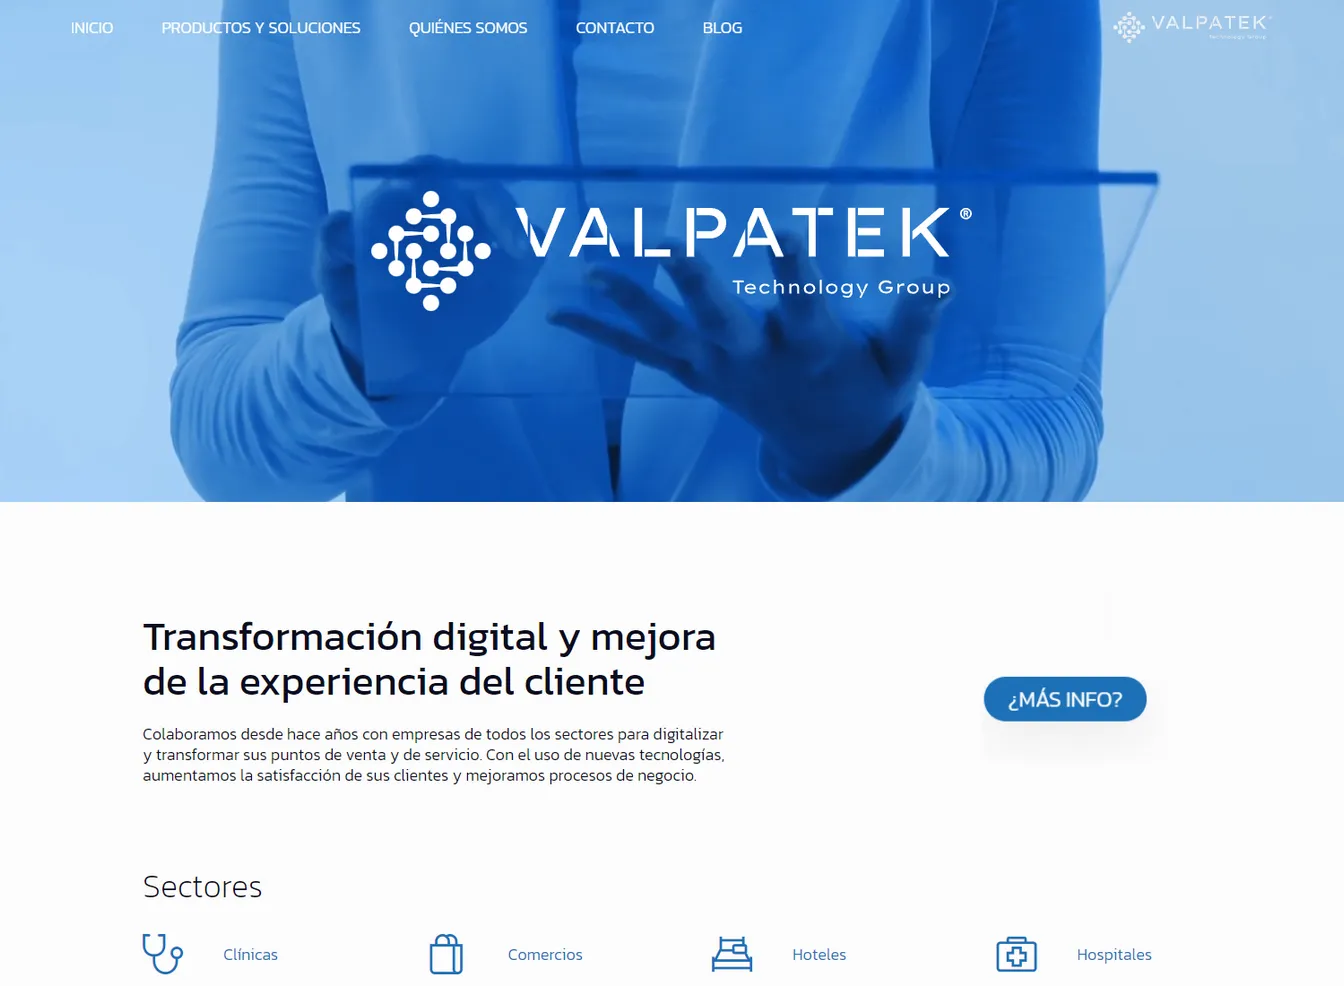 INICIO PRODUCTOS Y SOLUCIONES QUIÉNES SOMOS CONTACTO BLOG VALPATEK
Technology Group
VALPATEK®
Technology Group
Transformación digital y mejora
de la experiencia del cliente
Colaboramos desde hace años con empresas de todos los sectores para digitalizar
y transformar sus puntos de venta y de servicio. Con el uso de nuevas tecnologías,
aumentamos la satisfacción de sus clientes y mejoramos procesos de negocio.
¿MÁS INFO?
Sectores
Clínicas Comercios Hoteles Hospitales